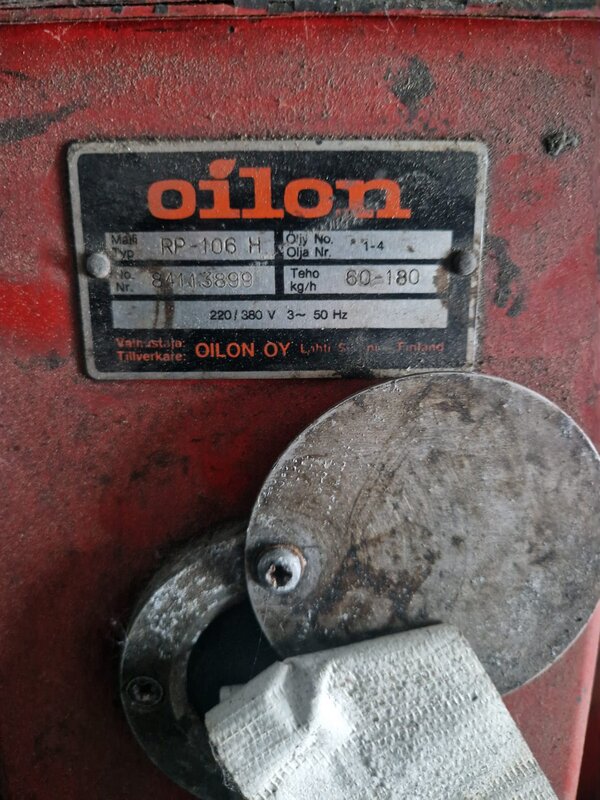 oilon
Malli RP-106 H Öljy No. 1-4
Typ Olja Nr.
No. 84113899 Teho 60-180
Nr. kg/h
220/380 V 3~ 50 Hz
Valmistaja:
Tillverkare: OILON OY Lahti Finland